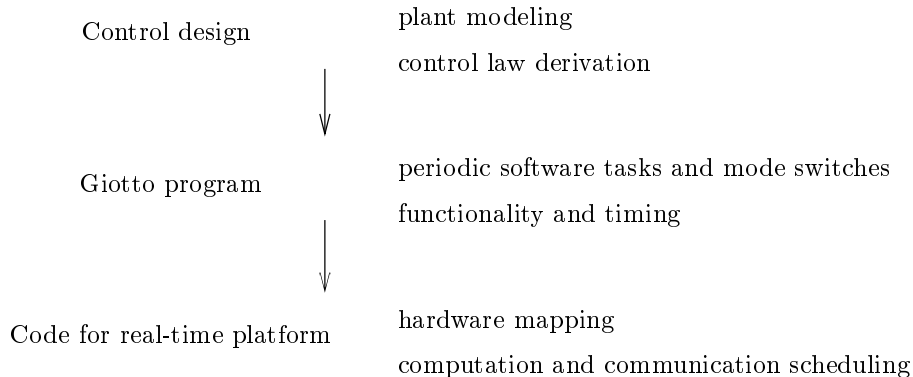 Control design
plant modeling
control law derivation
Giotto program
periodic software tasks and mode switches
functionality and timing
Code for real-time platform
hardware mapping
computation and communication scheduling